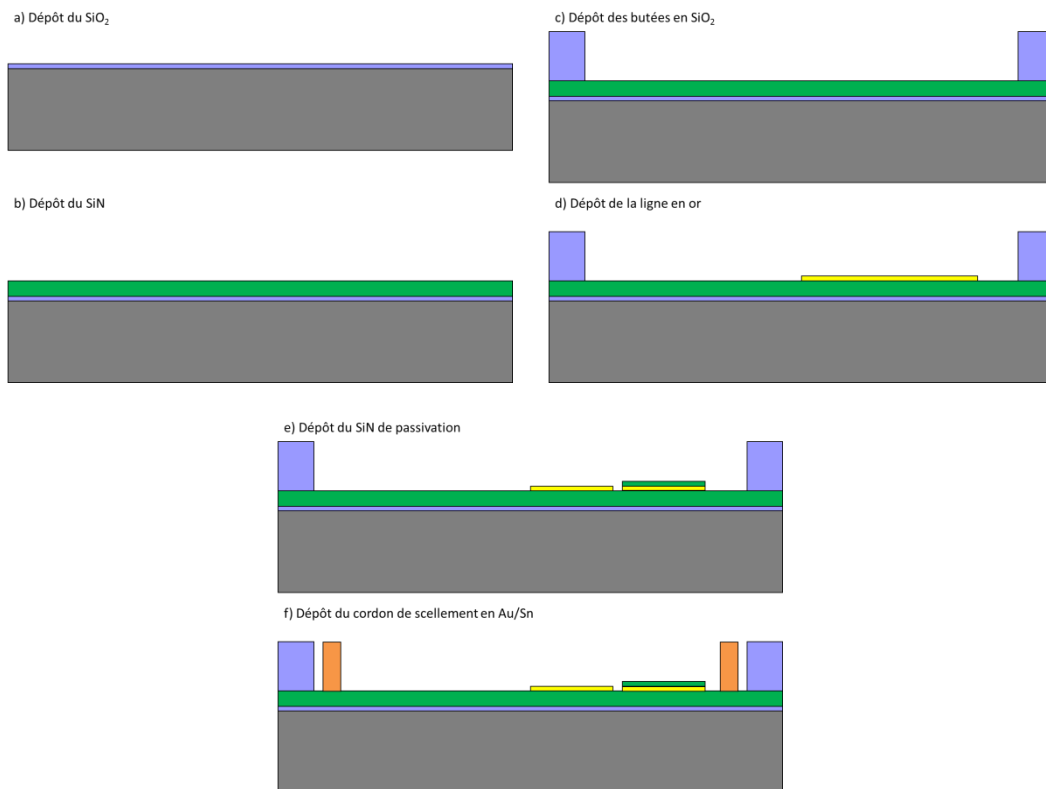 a) Dépôt du SiO₂
b) Dépôt du SiN
c) Dépôt des butées en SiO₂
d) Dépôt de la ligne en or
e) Dépôt du SiN de passivation
f) Dépôt du cordon de scellement en Au/Sn